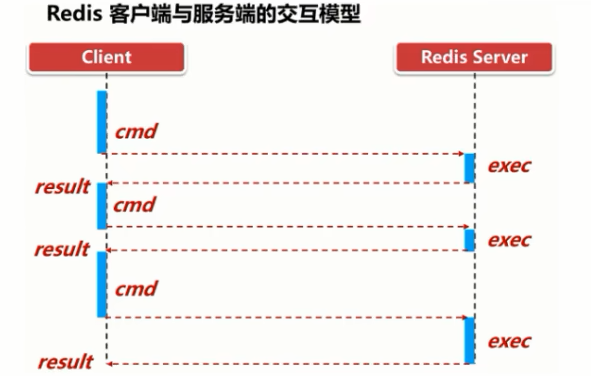 Redis 客户端与服务端的交互模型
Client
Redis Server
cmd
exec
result
cmd
exec
result
cmd
exec
result